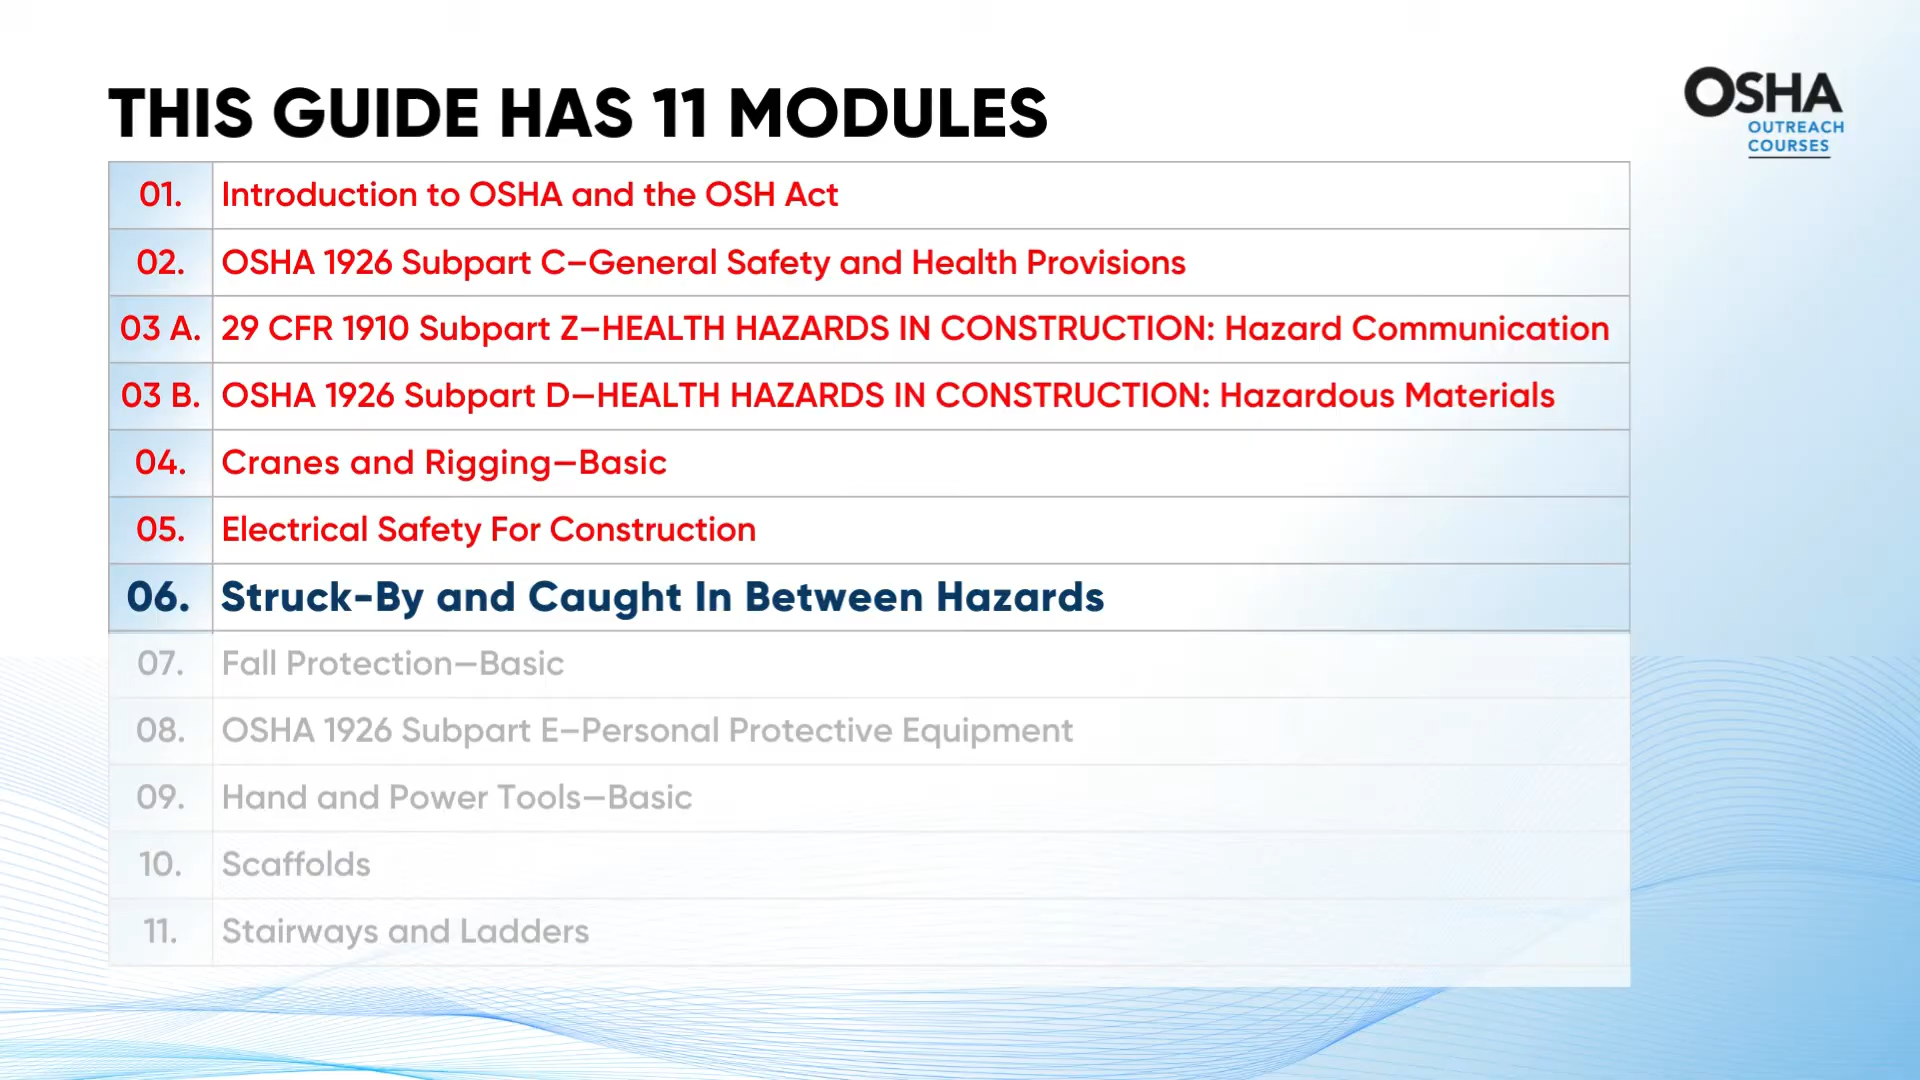 THIS GUIDE HAS 11 MODULES
OSHA
OUTREACH
COURSES
01. Introduction to OSHA and the OSH Act
02. OSHA 1926 Subpart C–General Safety and Health Provisions
03 A. 29 CFR 1910 Subpart Z–HEALTH HAZARDS IN CONSTRUCTION: Hazard Communication
03 B. OSHA 1926 Subpart D—HEALTH HAZARDS IN CONSTRUCTION: Hazardous Materials
04. Cranes and Rigging—Basic
05. Electrical Safety For Construction
06. Struck-By and Caught In Between Hazards
07. Fall Protection—Basic
08. OSHA 1926 Subpart E–Personal Protective Equipment
09. Hand and Power Tools—Basic
10. Scaffolds
11. Stairways and Ladders